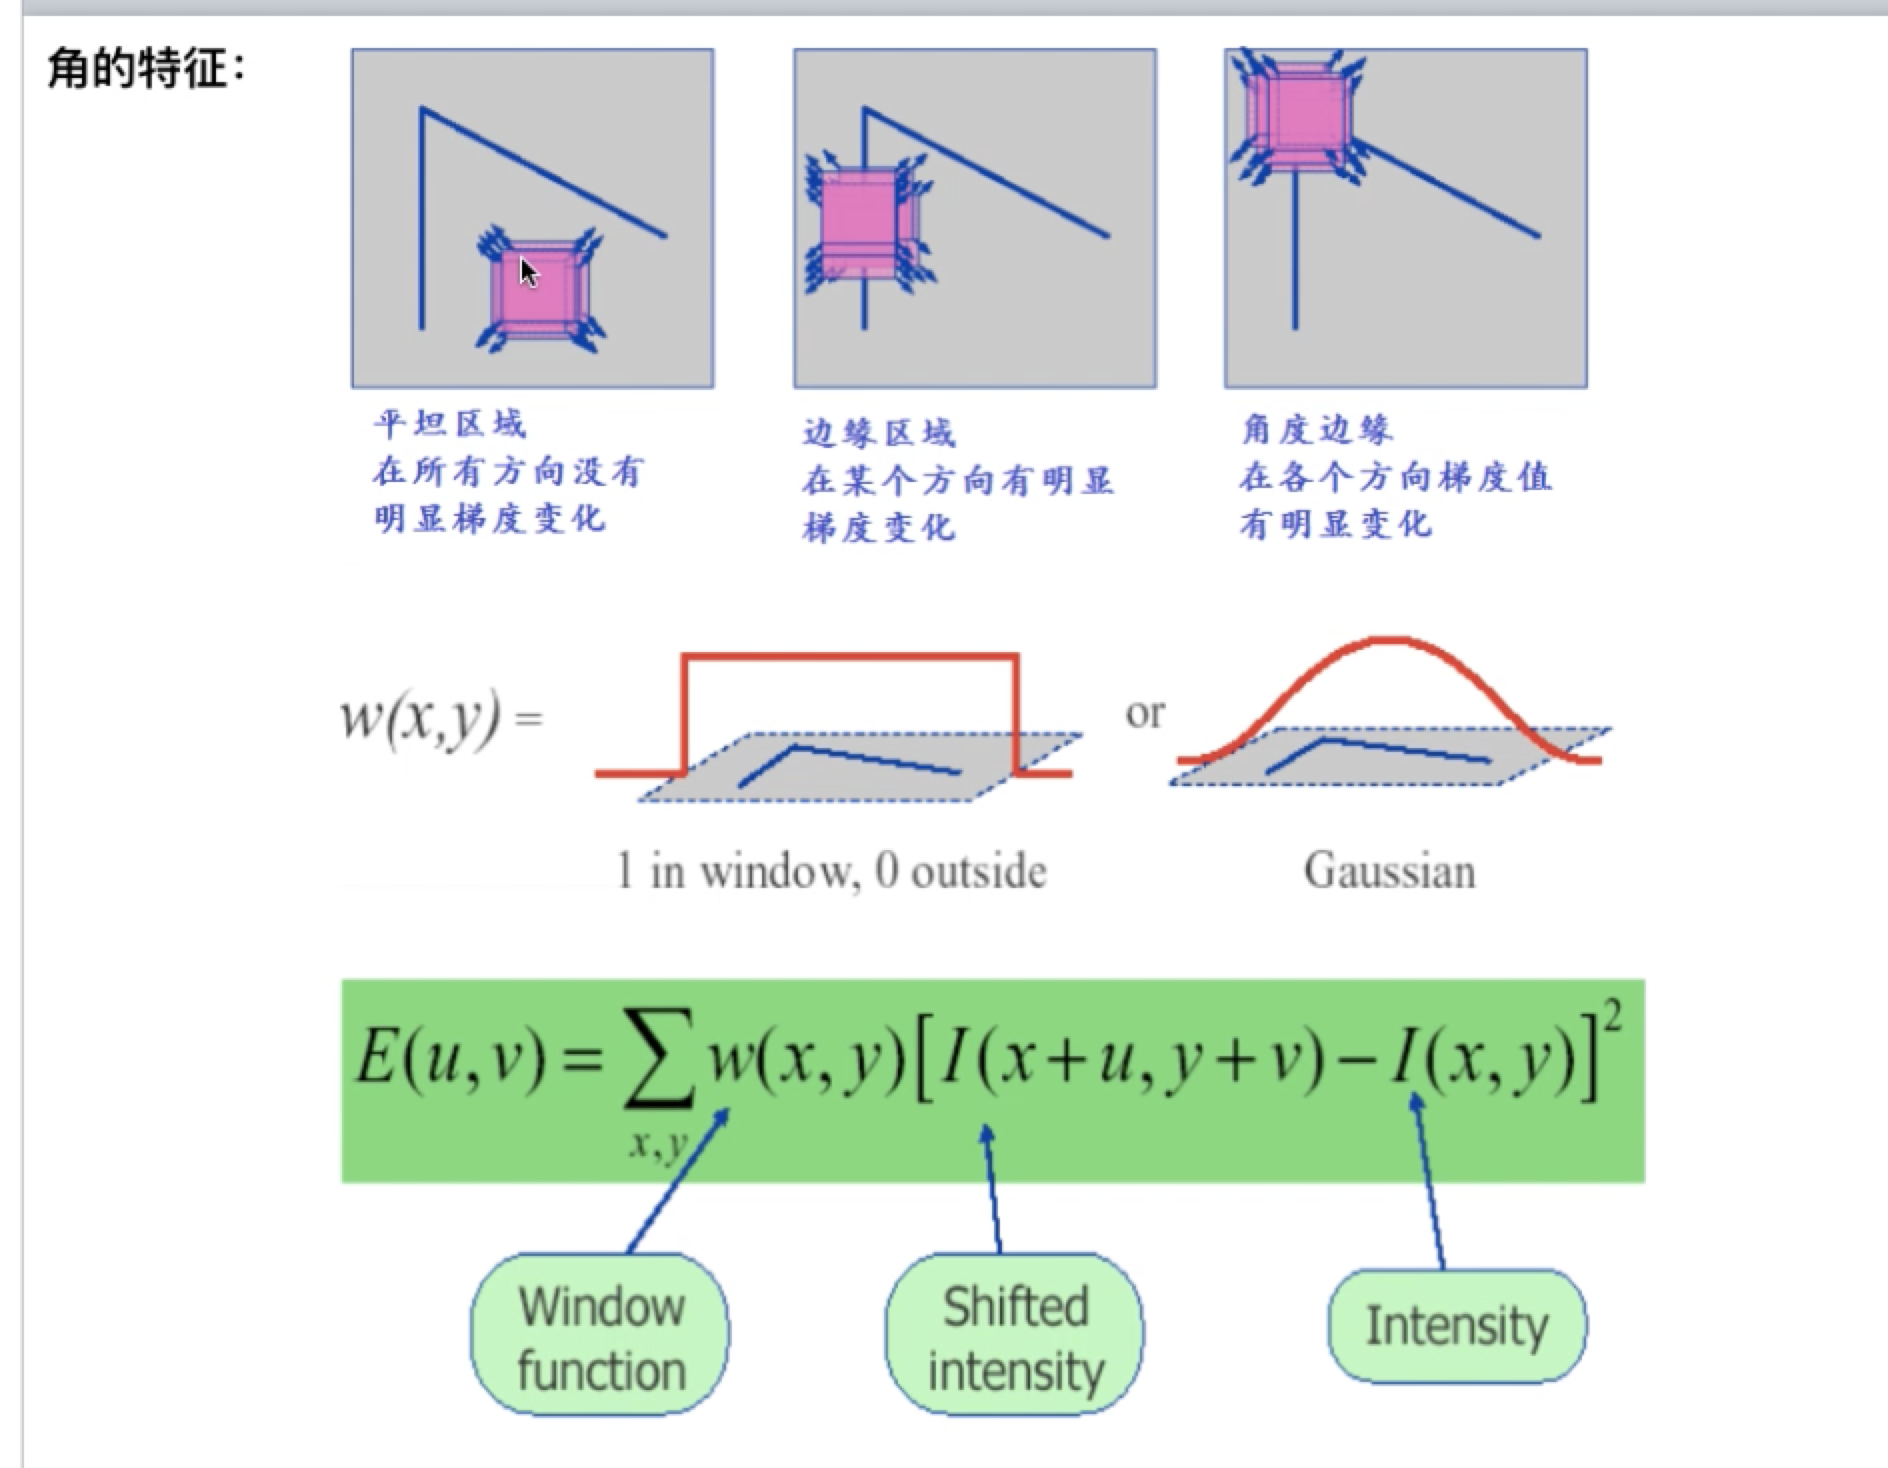 角的特征：
平坦区域
在所有方向没有
明显梯度变化
边缘区域
在某个方向有明显
梯度变化
角度边缘
在各个方向梯度值
有明显变化
w(x,y) =
or
1 in window, 0 outside
Gaussian
E(u,v) = ∑ w(x,y)[I(x+u,y+v)−I(x,y)]²
x,y
Window
function
Shifted
intensity
Intensity